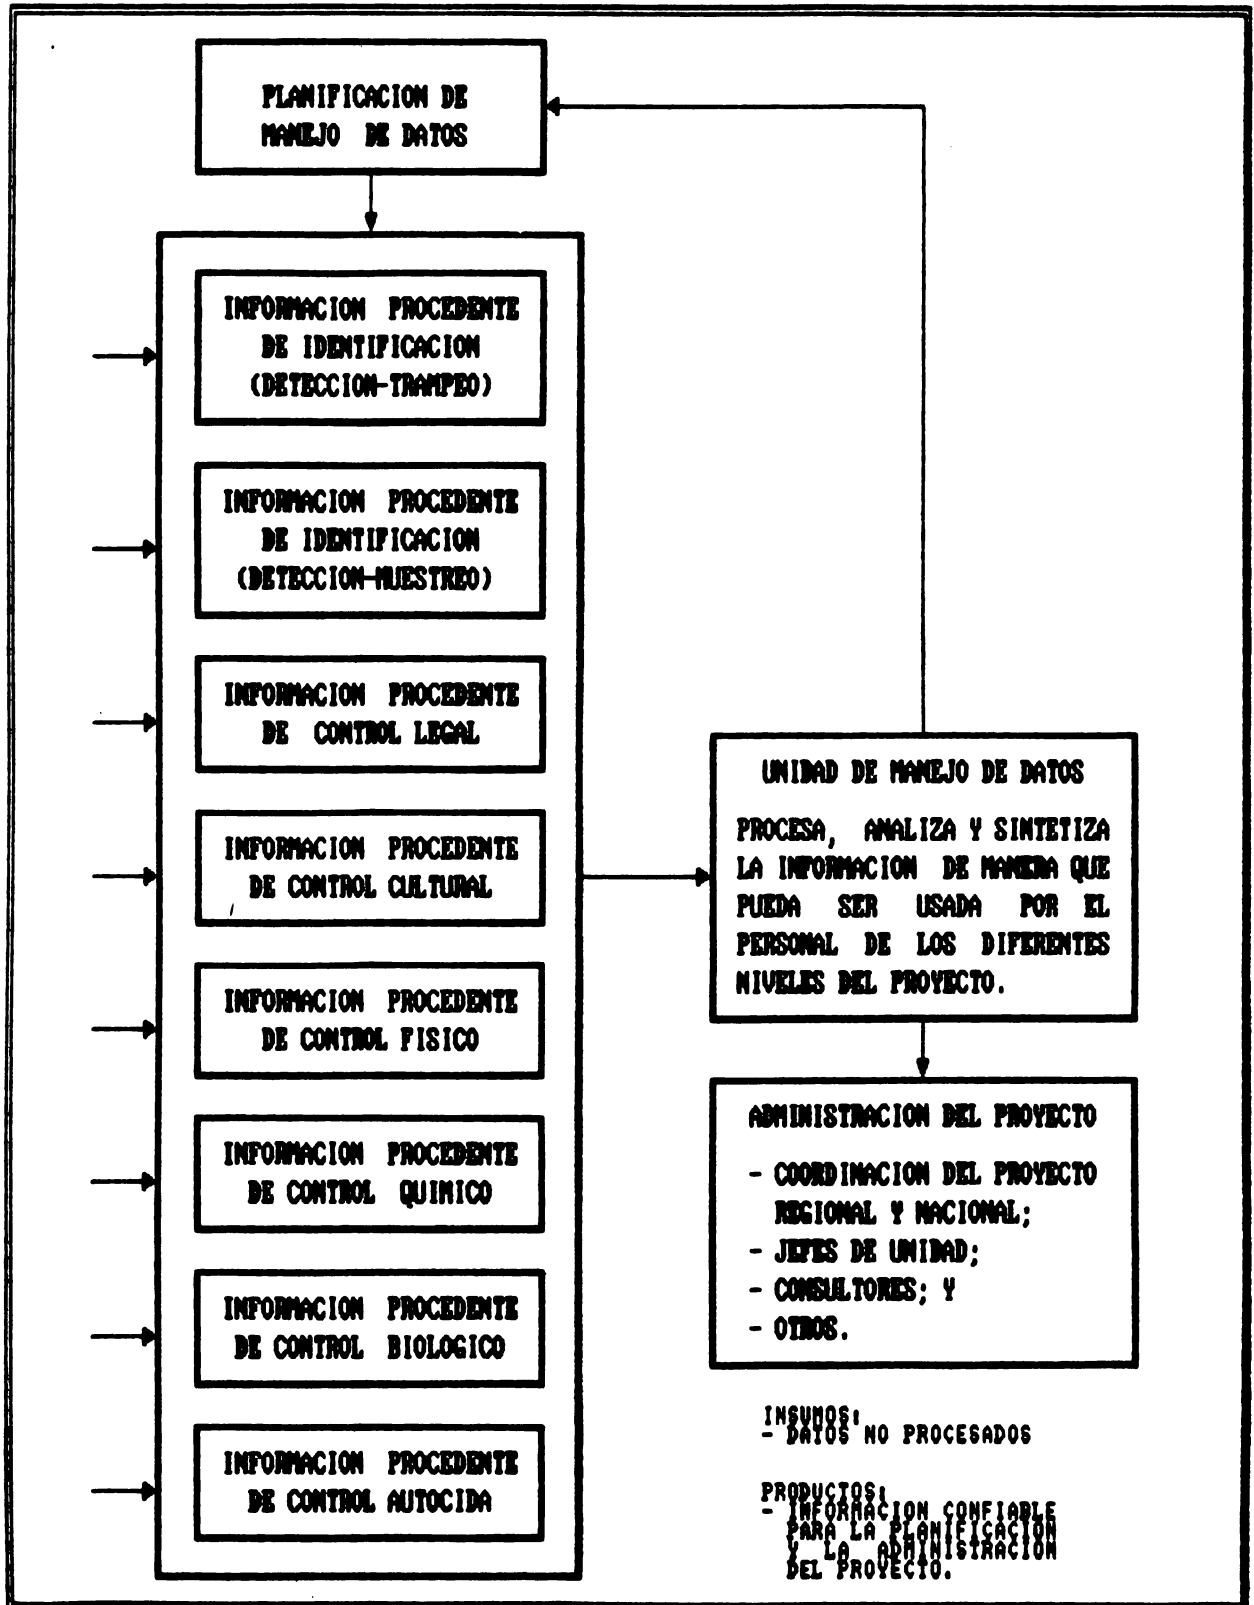 PLANIFICACION DE
MANEJO DE DATOS
INFORMACION PROCEDENTE
DE IDENTIFICACION
(DETECCION-TRAMPEO)
INFORMACION PROCEDENTE
DE IDENTIFICACION
(DETECCION-MUESTREO)
INFORMACION PROCEDENTE
DE CONTROL LEGAL
INFORMACION PROCEDENTE
DE CONTROL CULTURAL
INFORMACION PROCEDENTE
DE CONTROL FISICO
INFORMACION PROCEDENTE
DE CONTROL QUIMICO
INFORMACION PROCEDENTE
DE CONTROL BIOLOGICO
INFORMACION PROCEDENTE
DE CONTROL AUTOCIDA
UNIDAD DE MANEJO DE DATOS
PROCESA, ANALIZA Y SINTETIZA
LA INFORMACION DE MANERA QUE
PUEDA SER USADA POR EL
PERSONAL DE LOS DIFERENTES
NIVELES DEL PROYECTO.
ADMINISTRACION DEL PROYECTO
- COORDINACION DEL PROYECTO
REGIONAL Y NACIONAL;
- JEFES DE UNIDAD;
- CONSULTORES; Y
- OTROS.
INSUMOS:
- DATOS NO PROCESADOS
PRODUCTOS:
- INFORMACION CONFIABLE
PARA LA PLANIFICACION
Y LA ADMINISTRACION
DEL PROYECTO.